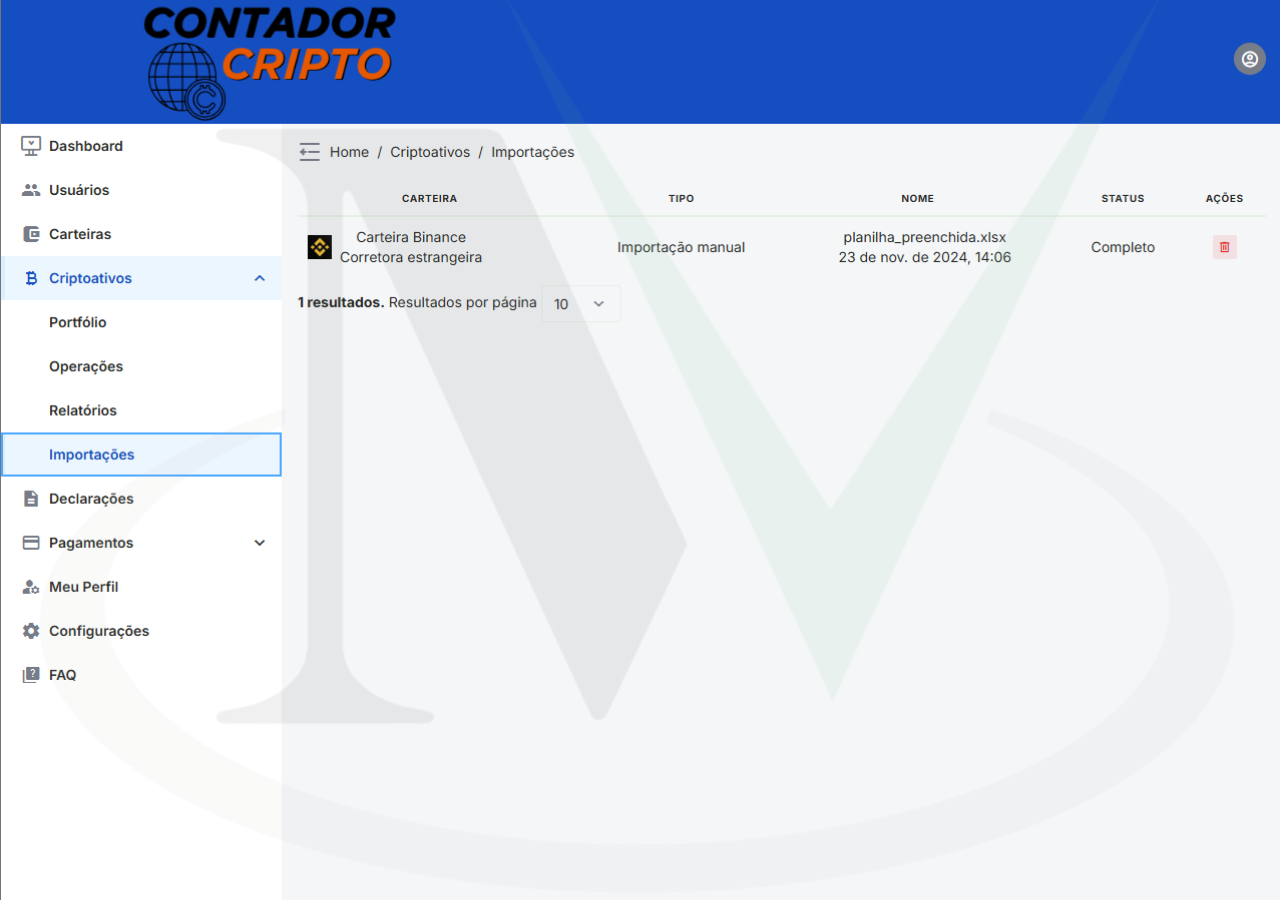 CONTADOR
CRIPTO
Dashboard
Usuários
Carteiras
Criptoativos
Portfólio
Operações
Relatórios
Importações
Declarações
Pagamentos
Meu Perfil
Configurações
FAQ
Home / Criptoativos / Importações
CARTEIRA TIPO NOME STATUS AÇÕES
Carteira Binance
Corretora estrangeira
Importação manual
planilha_preenchida.xlsx
23 de nov. de 2024, 14:06
Completo
1 resultados. Resultados por página 10